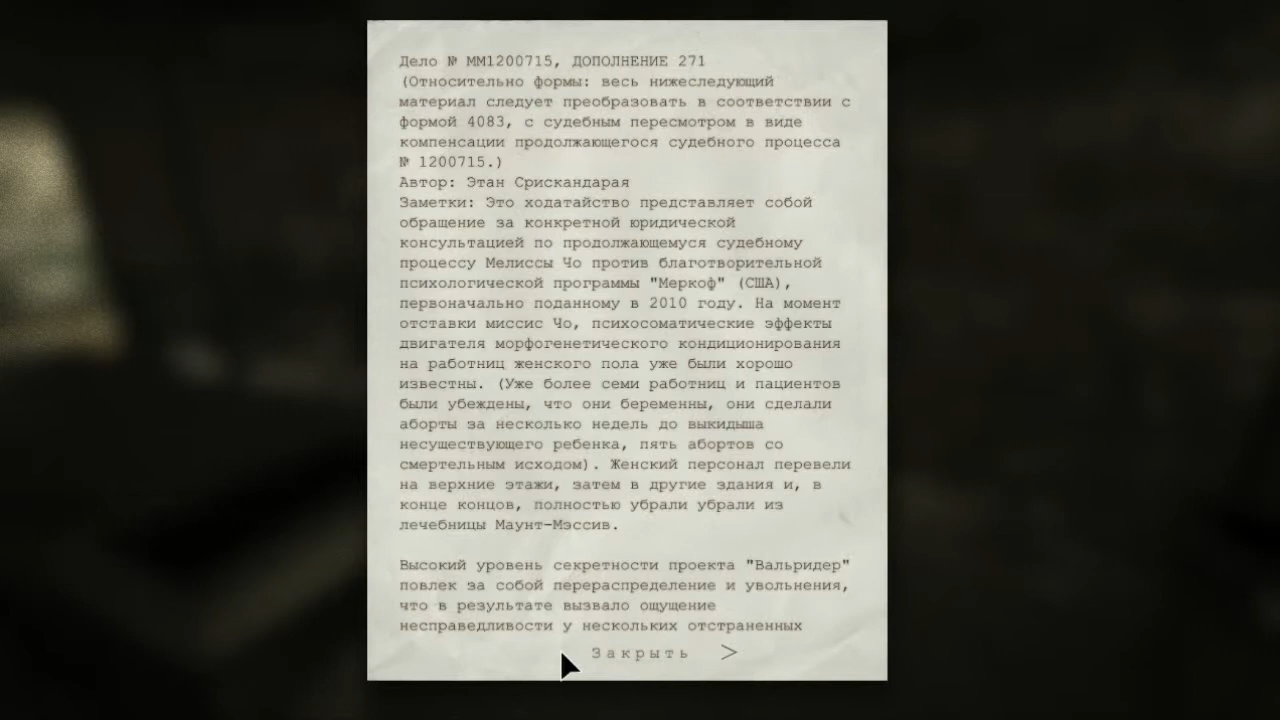 Дело № ММ1200715, ДОПОЛНЕНИЕ 271
(Относительно формы: весь нижеследующий
материал следует преобразовать в соответствии с
формой 4083, с судебным пересмотром в виде
компенсации продолжающегося судебного процесса
№ 1200715.)
Автор: Этан Срискандарая
Заметки: Это ходатайство представляет собой
обращение за конкретной юридической
консультацией по продолжающемуся судебному
процессу Мелиссы Чо против благотворительной
психологической программы "Меркоф" (США),
первоначально поданному в 2010 году. На момент
отставки миссис Чо, психосоматические эффекты
двигателя морфогенетического кондиционирования
на работниц женского пола уже были хорошо
известны. (Уже более семи работниц и пациентов
были убеждены, что они беременны, они сделали
аборты за несколько недель до выкидыша
несуществующего ребенка, пять абортов со
смертельным исходом). Женский персонал перевели
на верхние этажи, затем в другие здания и, в
конце концов, полностью убрали убрали из
лечебницы Маунт-Мэссив.
Высокий уровень секретности проекта "Вальридер"
повлек за собой перераспределение и увольнения,
что в результате вызвало ощущение
несправедливости у нескольких отстраненных
Закрыть >